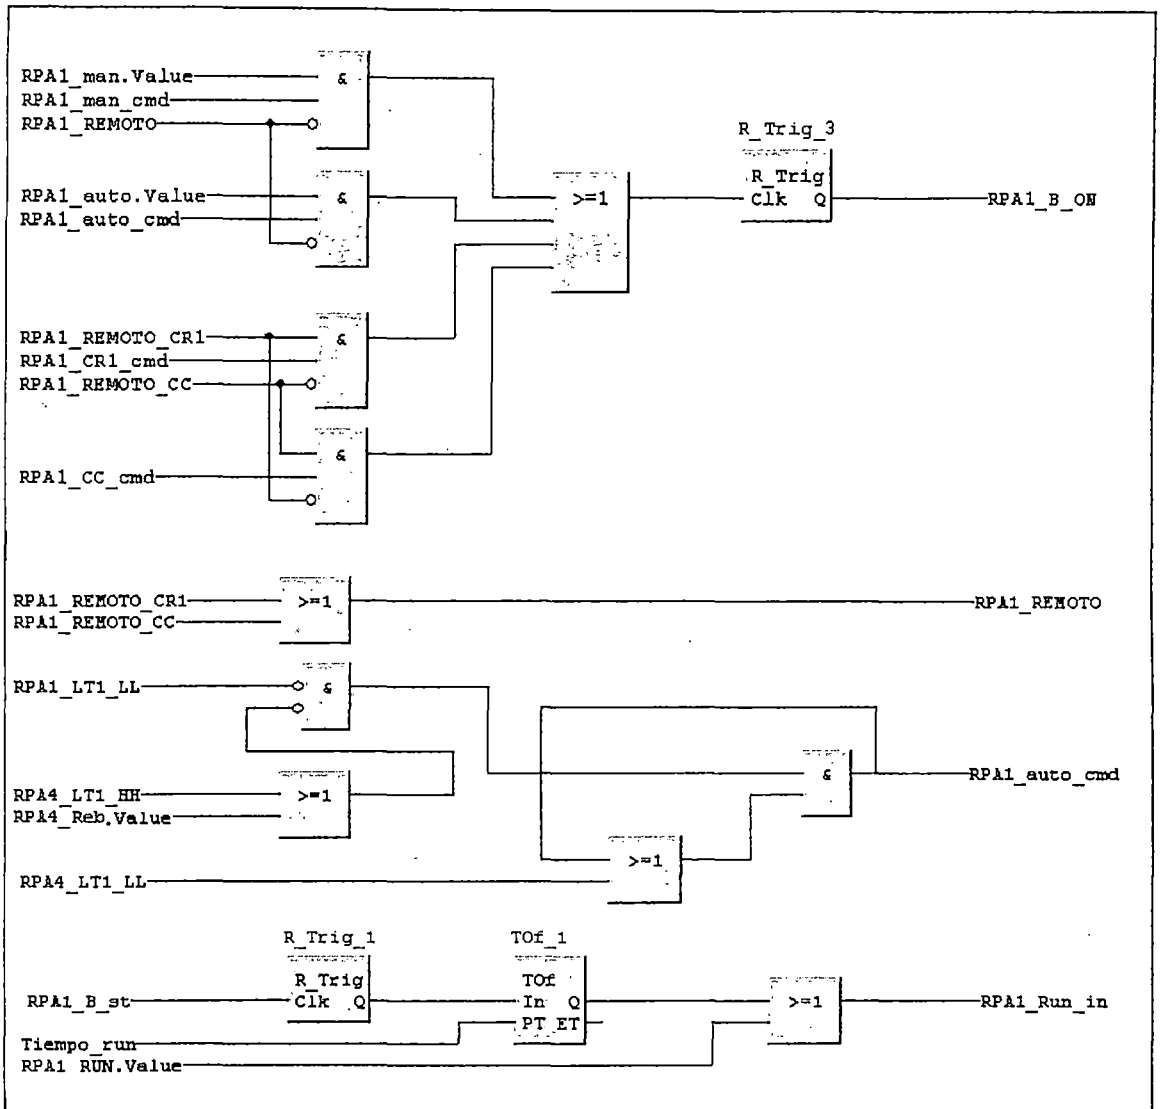 RPA1_man.Value
&
RPA1_man_cmd
RPA1_REMOTO
R_Trig_3
R_Trig
RPA1_auto.Value
&
>=1
Clk Q
RPA1_B_ON
RPA1_auto_cmd
RPA1_REMOTO_CR1
&
RPA1_CR1_cmd
RPA1_REMOTO_CC
&
RPA1_CC_cmd
RPA1_REMOTO_CR1
>=1
RPA1_REMOTO
RPA1_REMOTO_CC
RPA1_LT1_LL
&
&
RPA1_auto_cmd
RPA4_LT1_HH
>=1
RPA4_Reb.Value
>=1
RPA4_LT1_LL
R_Trig_1
TOf_1
R_Trig
TOf
RPA1_B_st
Clk Q
In Q
>=1
RPA1_Run_in
PT ET
Tiempo_run
RPA1 RUN.Value